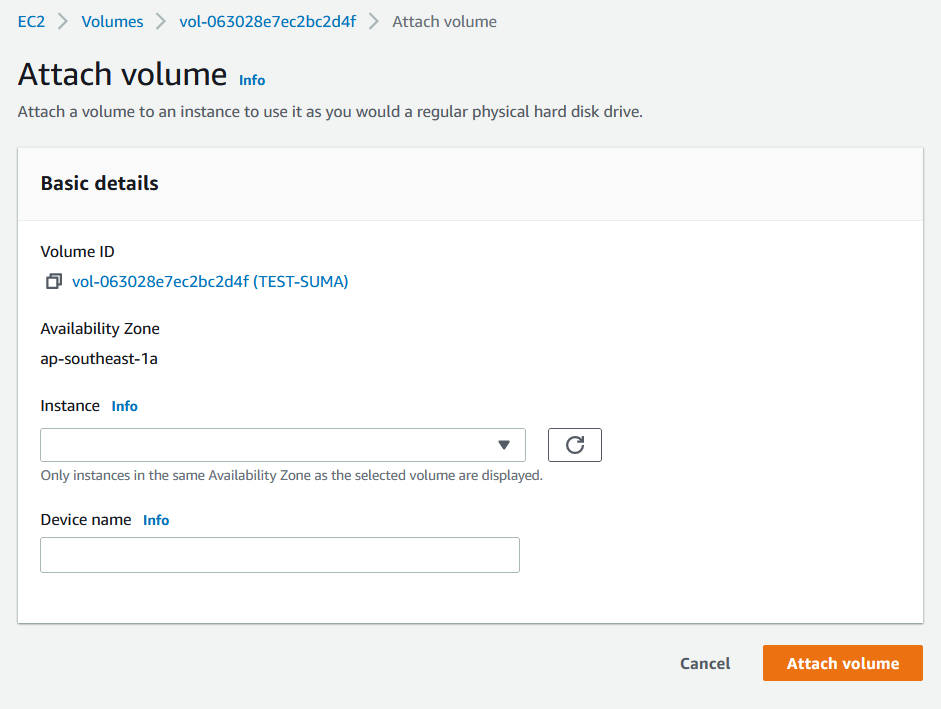 EC2 Volumes vol-063028e7ec2bc2d4f Attach volume
Attach volume Info
Attach a volume to an instance to use it as you would a regular physical hard disk drive.
Basic details
Volume ID
vol-063028e7ec2bc2d4f (TEST-SUMA)
Availability Zone
ap-southeast-1a
Instance Info
Only instances in the same Availability Zone as the selected volume are displayed.
Device name Info
Cancel Attach volume